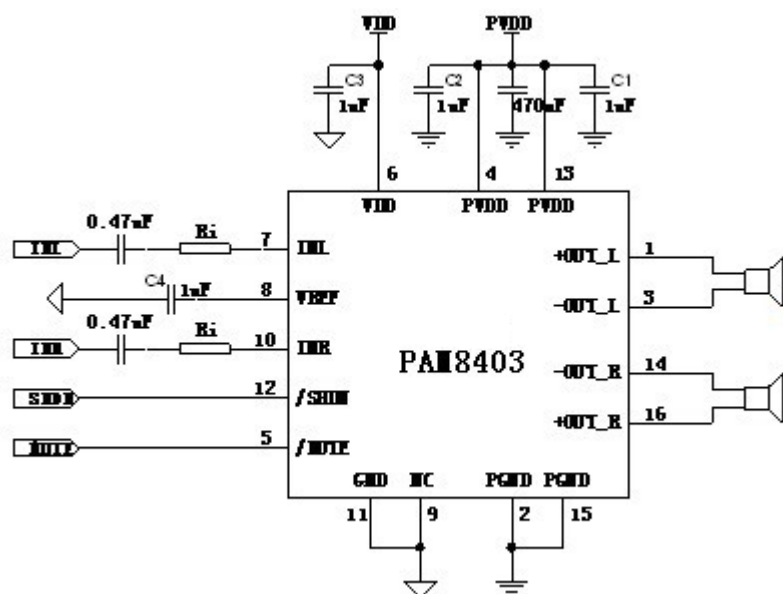 VDD PVDD
C3 C2 C1
1uF 1uF 470uF 1uF
6 4 13
VDD PVDD PVDD
0.47uF Ri
INL 7 INL +OUT_L 1
C4 1uF 8 VREF -OUT_L 3
0.47uF Ri
INR 10 INR
PAM8403
-OUT_R 14
SHDN 12 /SHDN
+OUT_R 16
MUTE 5 /MUTE
GND NC PGND PGND
11 9 2 15